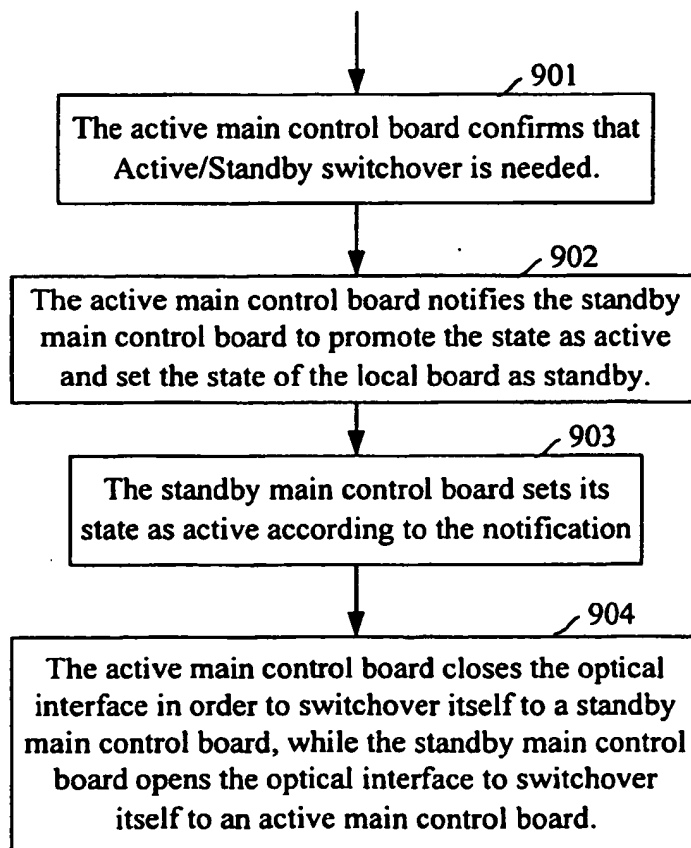 901
The active main control board confirms that
Active/Standby switchover is needed.
902
The active main control board notifies the standby
main control board to promote the state as active
and set the state of the local board as standby.
903
The standby main control board sets its
state as active according to the notification
904
The active main control board closes the optical
interface in order to switchover itself to a standby
main control board, while the standby main control
board opens the optical interface to switchover
itself to an active main control board.